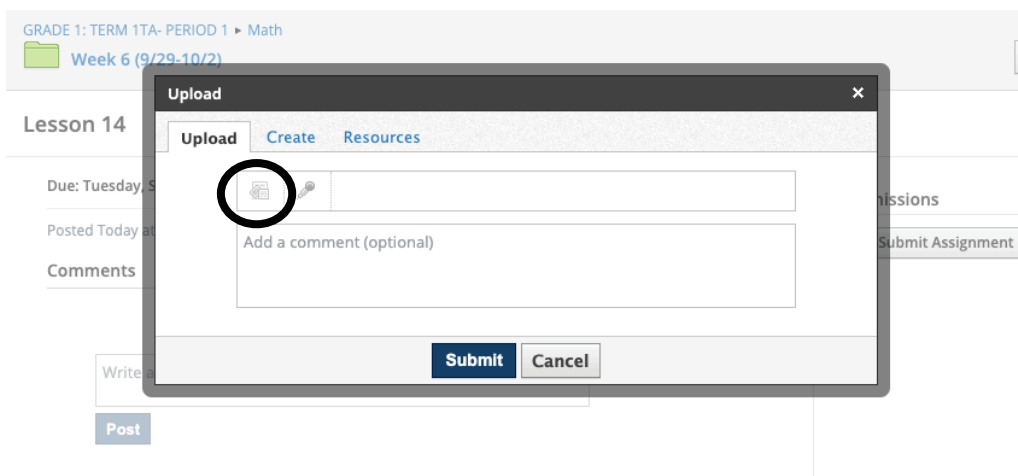 GRADE 1: TERM 1TA- PERIOD 1 ▸ Math
Week 6 (9/29-10/2)
Upload
×
Lesson 14
Upload Create Resources
Due: Tuesday,
Submissions
Posted Today at
Add a comment (optional)
Submit Assignment
Comments
Submit Cancel
Write a
Post